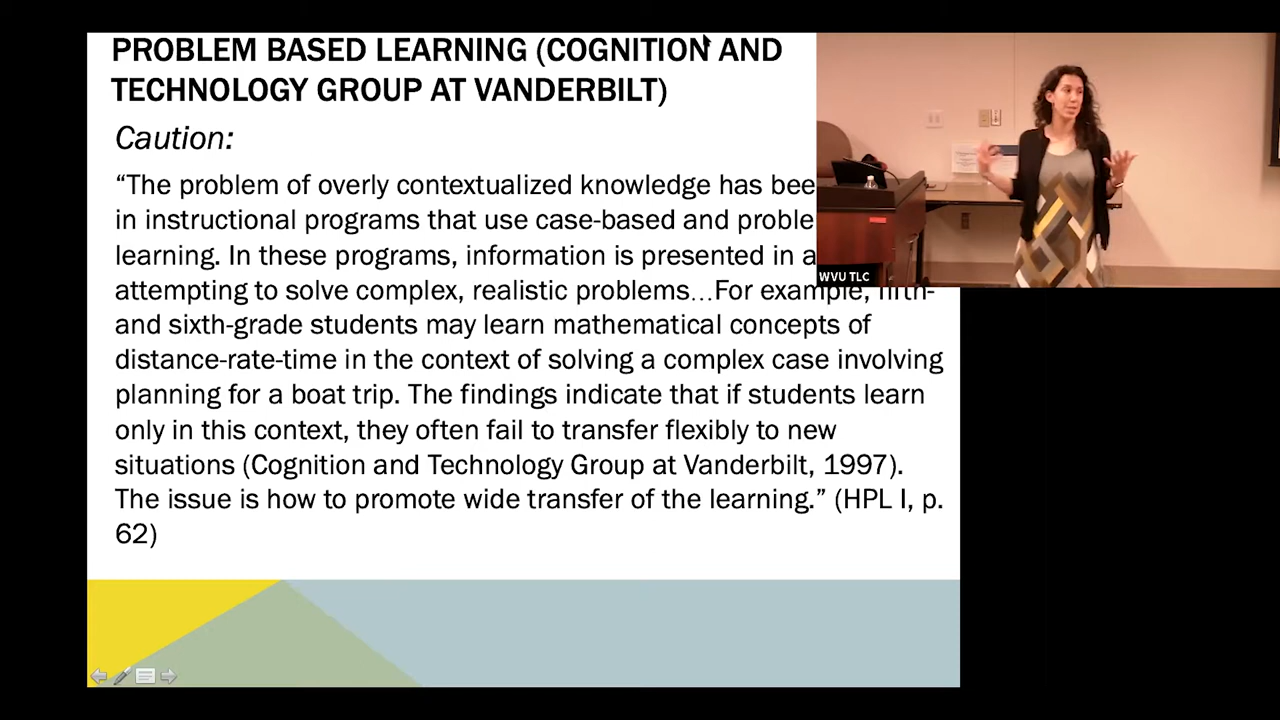 PROBLEM BASED LEARNING (COGNITION AND
TECHNOLOGY GROUP AT VANDERBILT)
Caution:
“The problem of overly contextualized knowledge has
in instructional programs that use case-based and
learning. In these programs, information is presented in a
attempting to solve complex, realistic problems…For example, fifth-
and sixth-grade students may learn mathematical concepts of
distance-rate-time in the context of solving a complex case involving
planning for a boat trip. The findings indicate that if students learn
only in this context, they often fail to transfer flexibly to new
situations (Cognition and Technology Group at Vanderbilt, 1997).
The issue is how to promote wide transfer of the learning.” (HPL I, p.
62)
WVU TLC